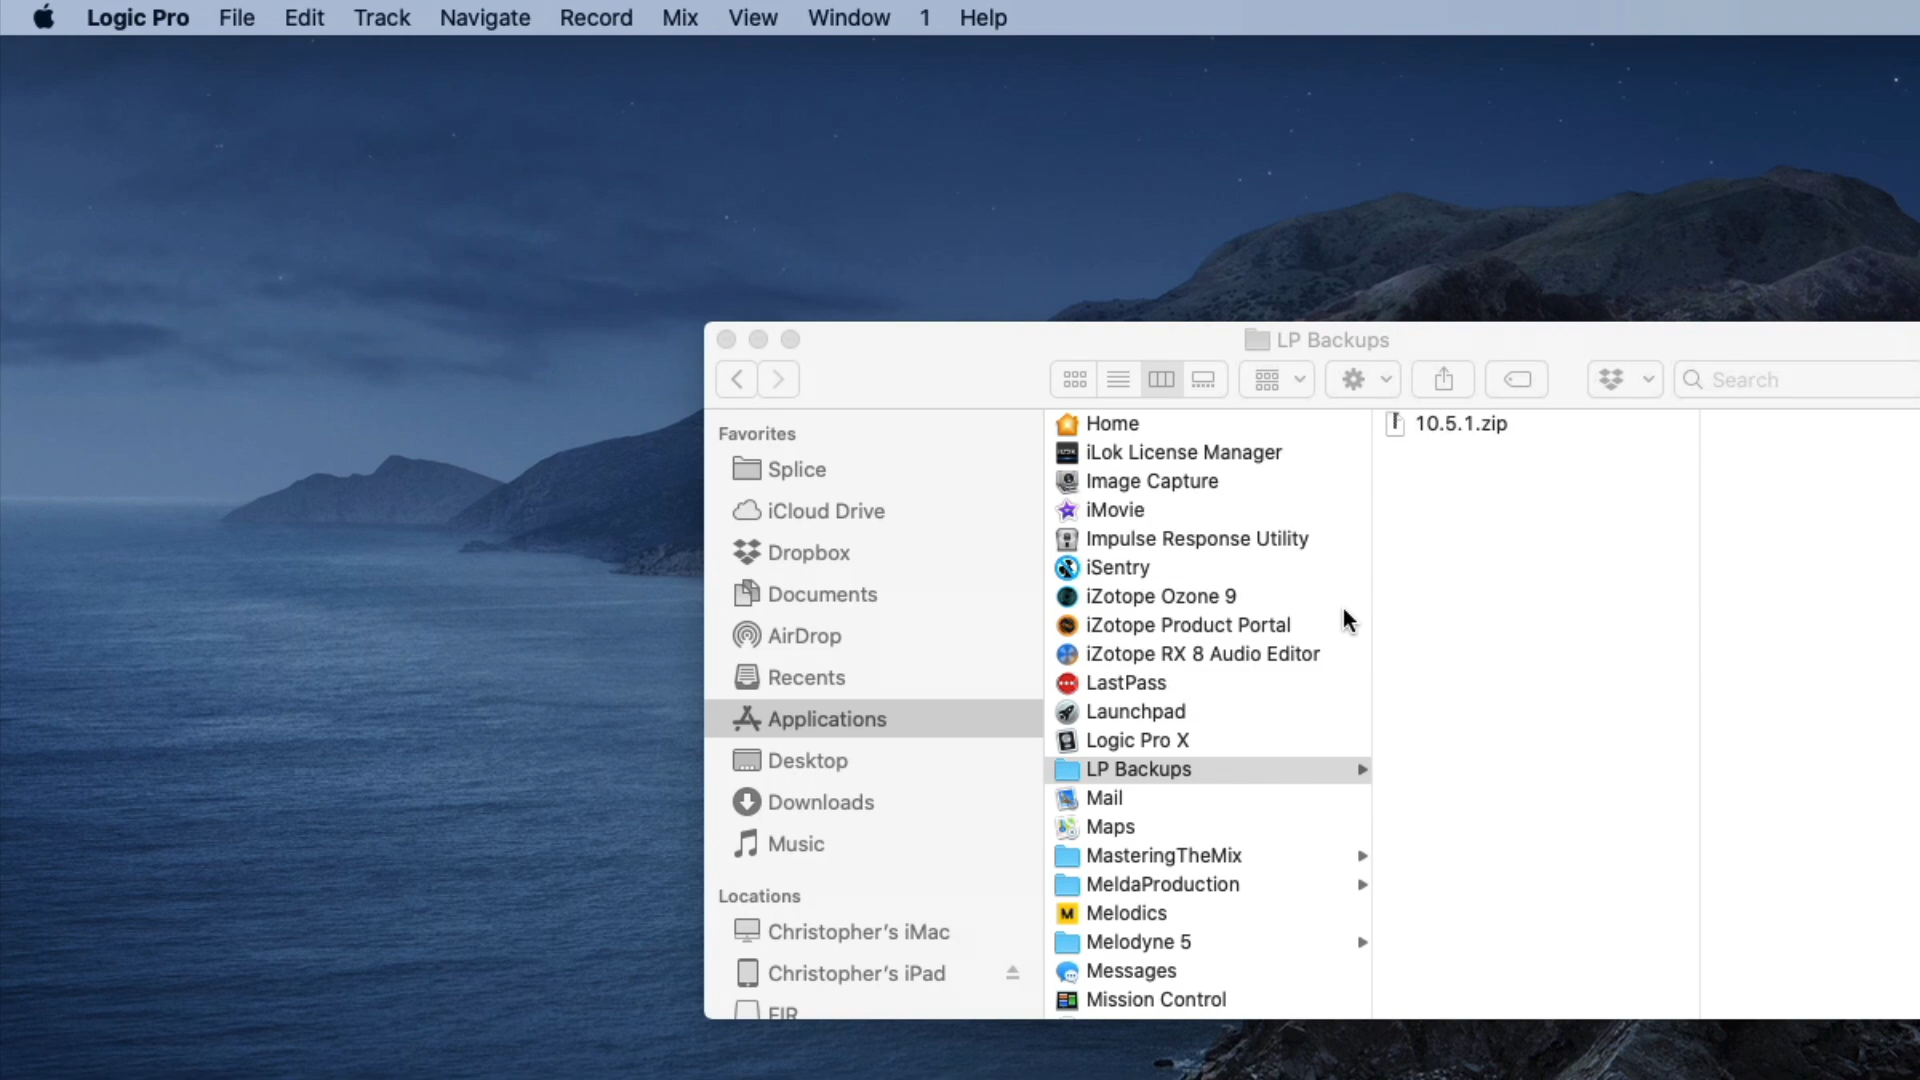 Logic Pro File Edit Track Navigate Record Mix View Window 1 Help
LP Backups
Search
Favorites
Splice
iCloud Drive
Dropbox
Documents
AirDrop
Recents
Applications
Desktop
Downloads
Music
Locations
Christopher's iMac
Christopher's iPad
Home
iLok License Manager
Image Capture
iMovie
Impulse Response Utility
iSentry
iZotope Ozone 9
iZotope Product Portal
iZotope RX 8 Audio Editor
LastPass
Launchpad
Logic Pro X
LP Backups
Mail
Maps
MasteringTheMix
MeldaProduction
Melodics
Melodyne 5
Messages
Mission Control
10.5.1.zip